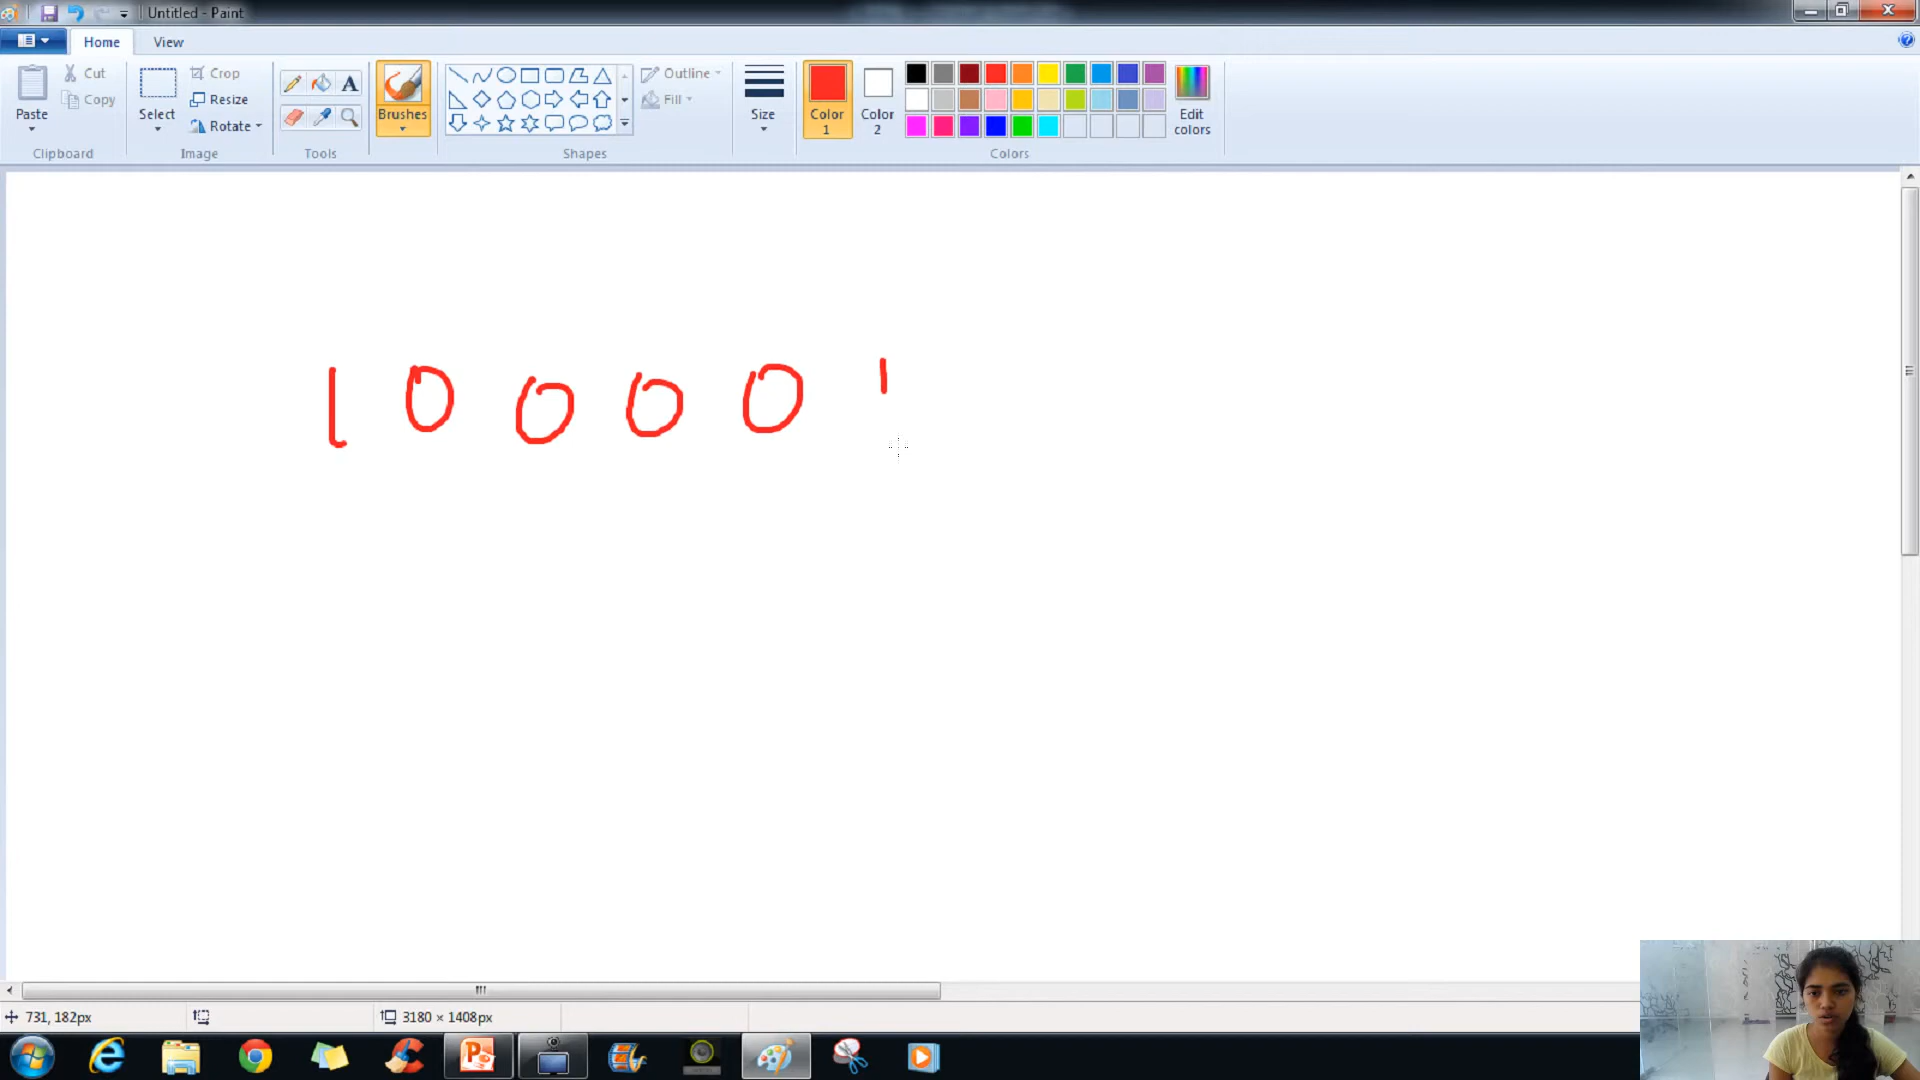 Untitled - Paint
Home View
Paste
Cut
Copy
Clipboard
Select
Crop
Resize
Rotate
Image
A
Tools
Brushes
Shapes
Outline
Fill
Size
Color 1
Color 2
Edit colors
Colors
1 0 0 0 0 '
731, 182px
3180 × 1408px